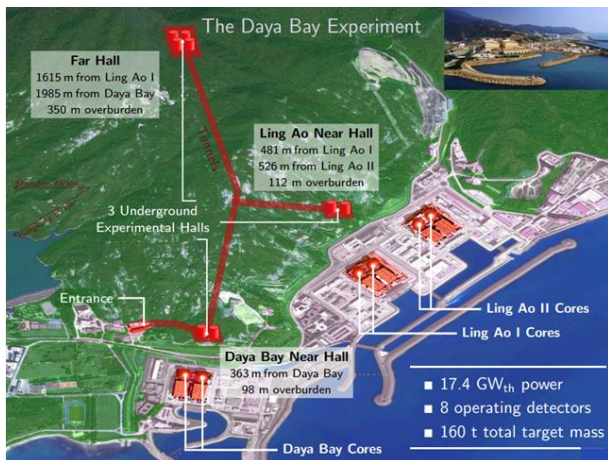 The Daya Bay Experiment
Far Hall
1615 m from Ling Ao I
1985 m from Daya Bay
350 m overburden
Tunnels
Ling Ao Near Hall
481 m from Ling Ao I
526 m from Ling Ao II
112 m overburden
3 Underground
Experimental Halls
Entrance
Ling Ao II Cores
Ling Ao I Cores
Daya Bay Near Hall
363 m from Daya Bay
98 m overburden
Daya Bay Cores
▪ 17.4 GWth power
▪ 8 operating detectors
▪ 160 t total target mass